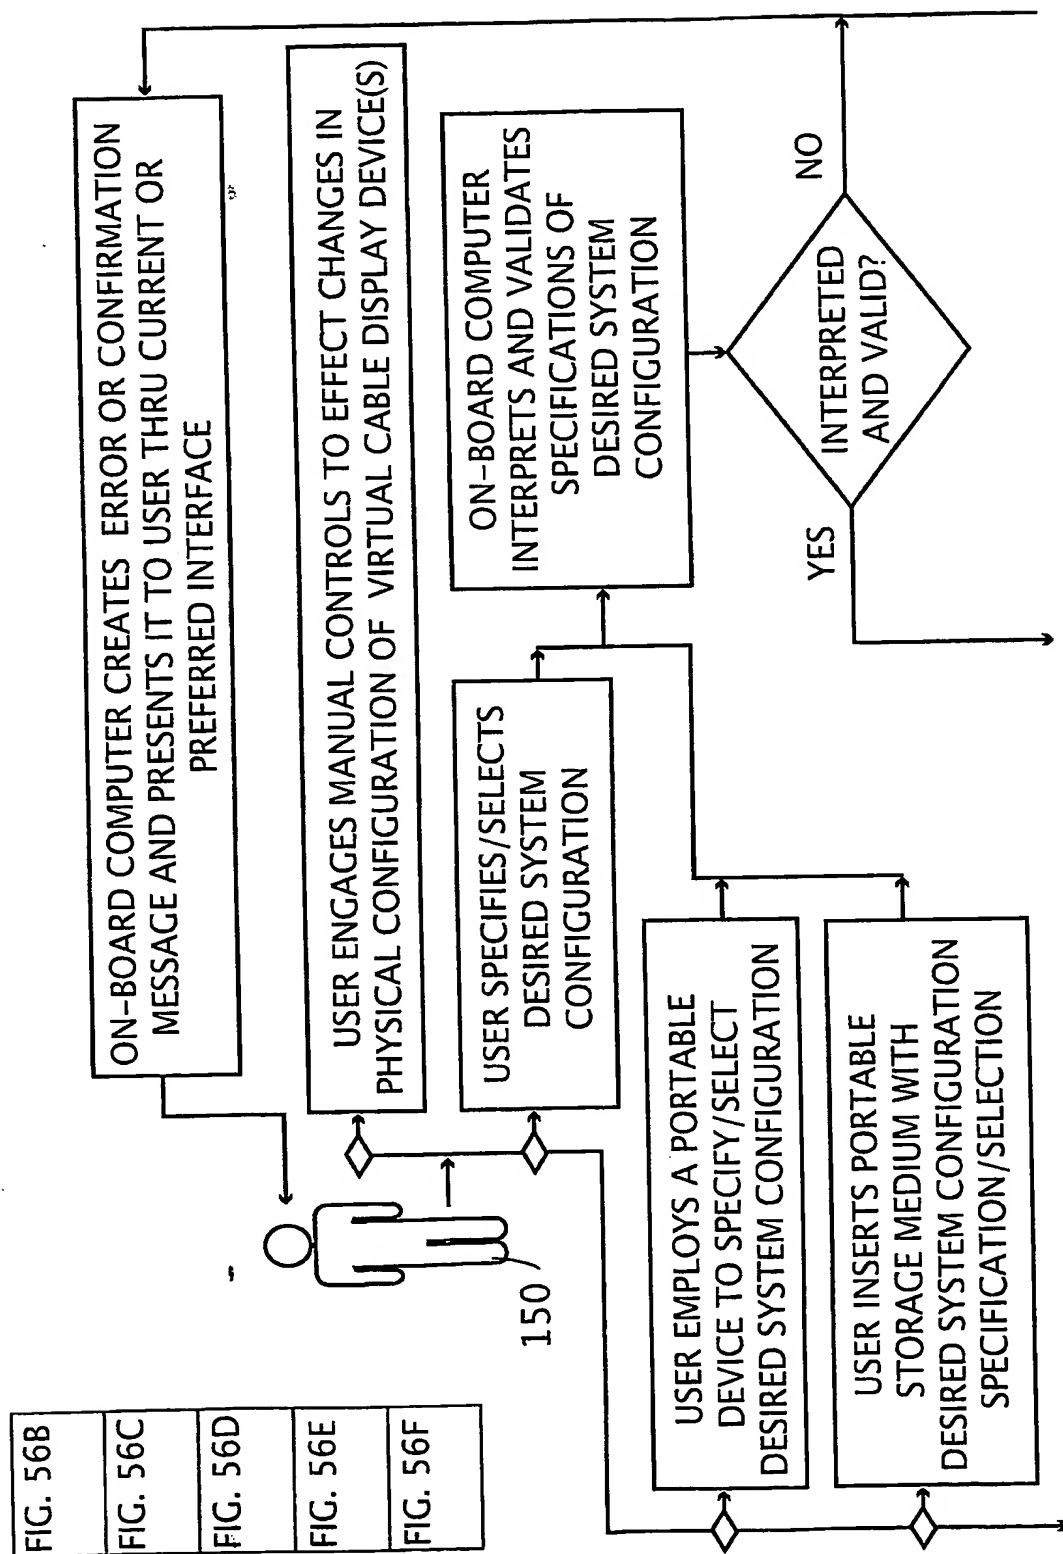 FIG. 56B
FIG. 56C
FIG. 56D
FIG. 56E
FIG. 56F
ON-BOARD COMPUTER CREATES ERROR OR CONFIRMATION
MESSAGE AND PRESENTS IT TO USER THRU CURRENT OR
PREFERRED INTERFACE
150
USER ENGAGES MANUAL CONTROLS TO EFFECT CHANGES IN
PHYSICAL CONFIGURATION OF VIRTUAL CABLE DISPLAY DEVICE(S)
USER SPECIFIES/SELECTS
DESIRED SYSTEM
CONFIGURATION
ON-BOARD COMPUTER
INTERPRETS AND VALIDATES
SPECIFICATIONS OF
DESIRED SYSTEM
CONFIGURATION
USER EMPLOYS A PORTABLE
DEVICE TO SPECIFY/SELECT
DESIRED SYSTEM CONFIGURATION
USER INSERTS PORTABLE
STORAGE MEDIUM WITH
DESIRED SYSTEM CONFIGURATION
SPECIFICATION/SELECTION
YES
INTERPRETED
AND VALID?
NO